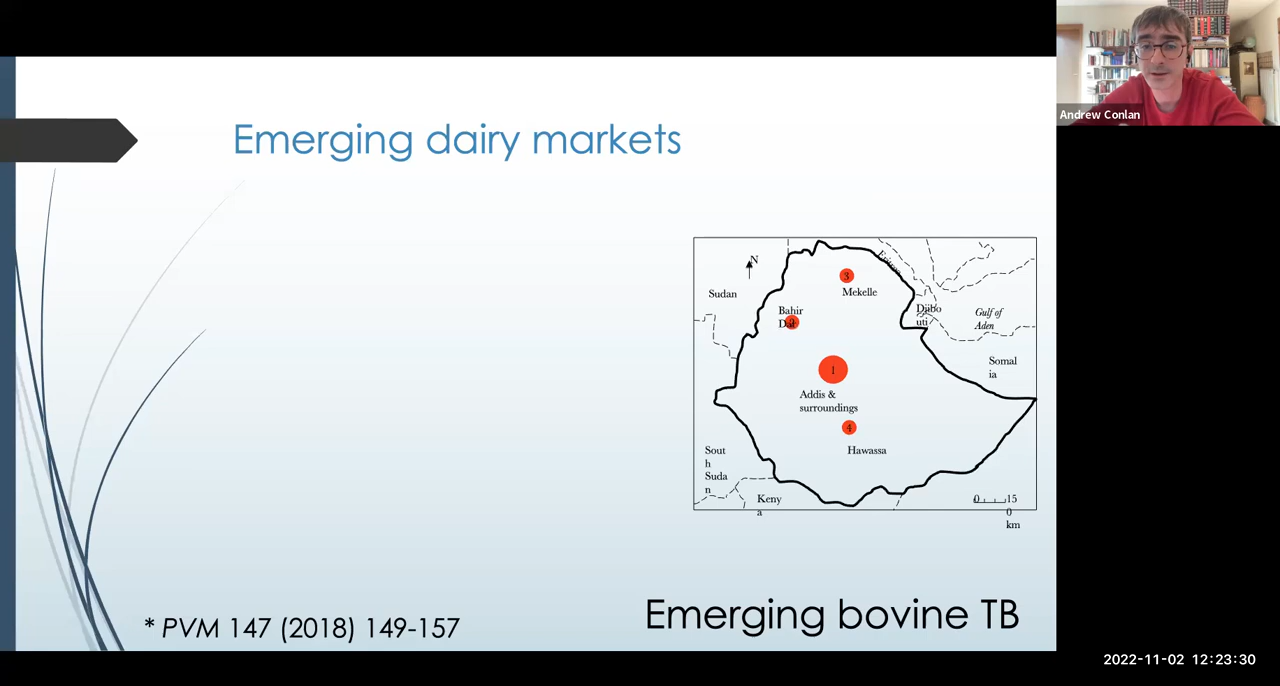 Andrew Conlan
Emerging dairy markets
N
Eritrea
3
Sudan
Mekelle
Bahir
Dar
2
Djibo
uti
Gulf of
Aden
Somal
ia
1
Addis &
surroundings
4
Hawassa
Sout
h
Suda
n
Keny
a
0
15
0
km
Emerging bovine TB
* PVM 147 (2018) 149-157
2022-11-02 12:23:30